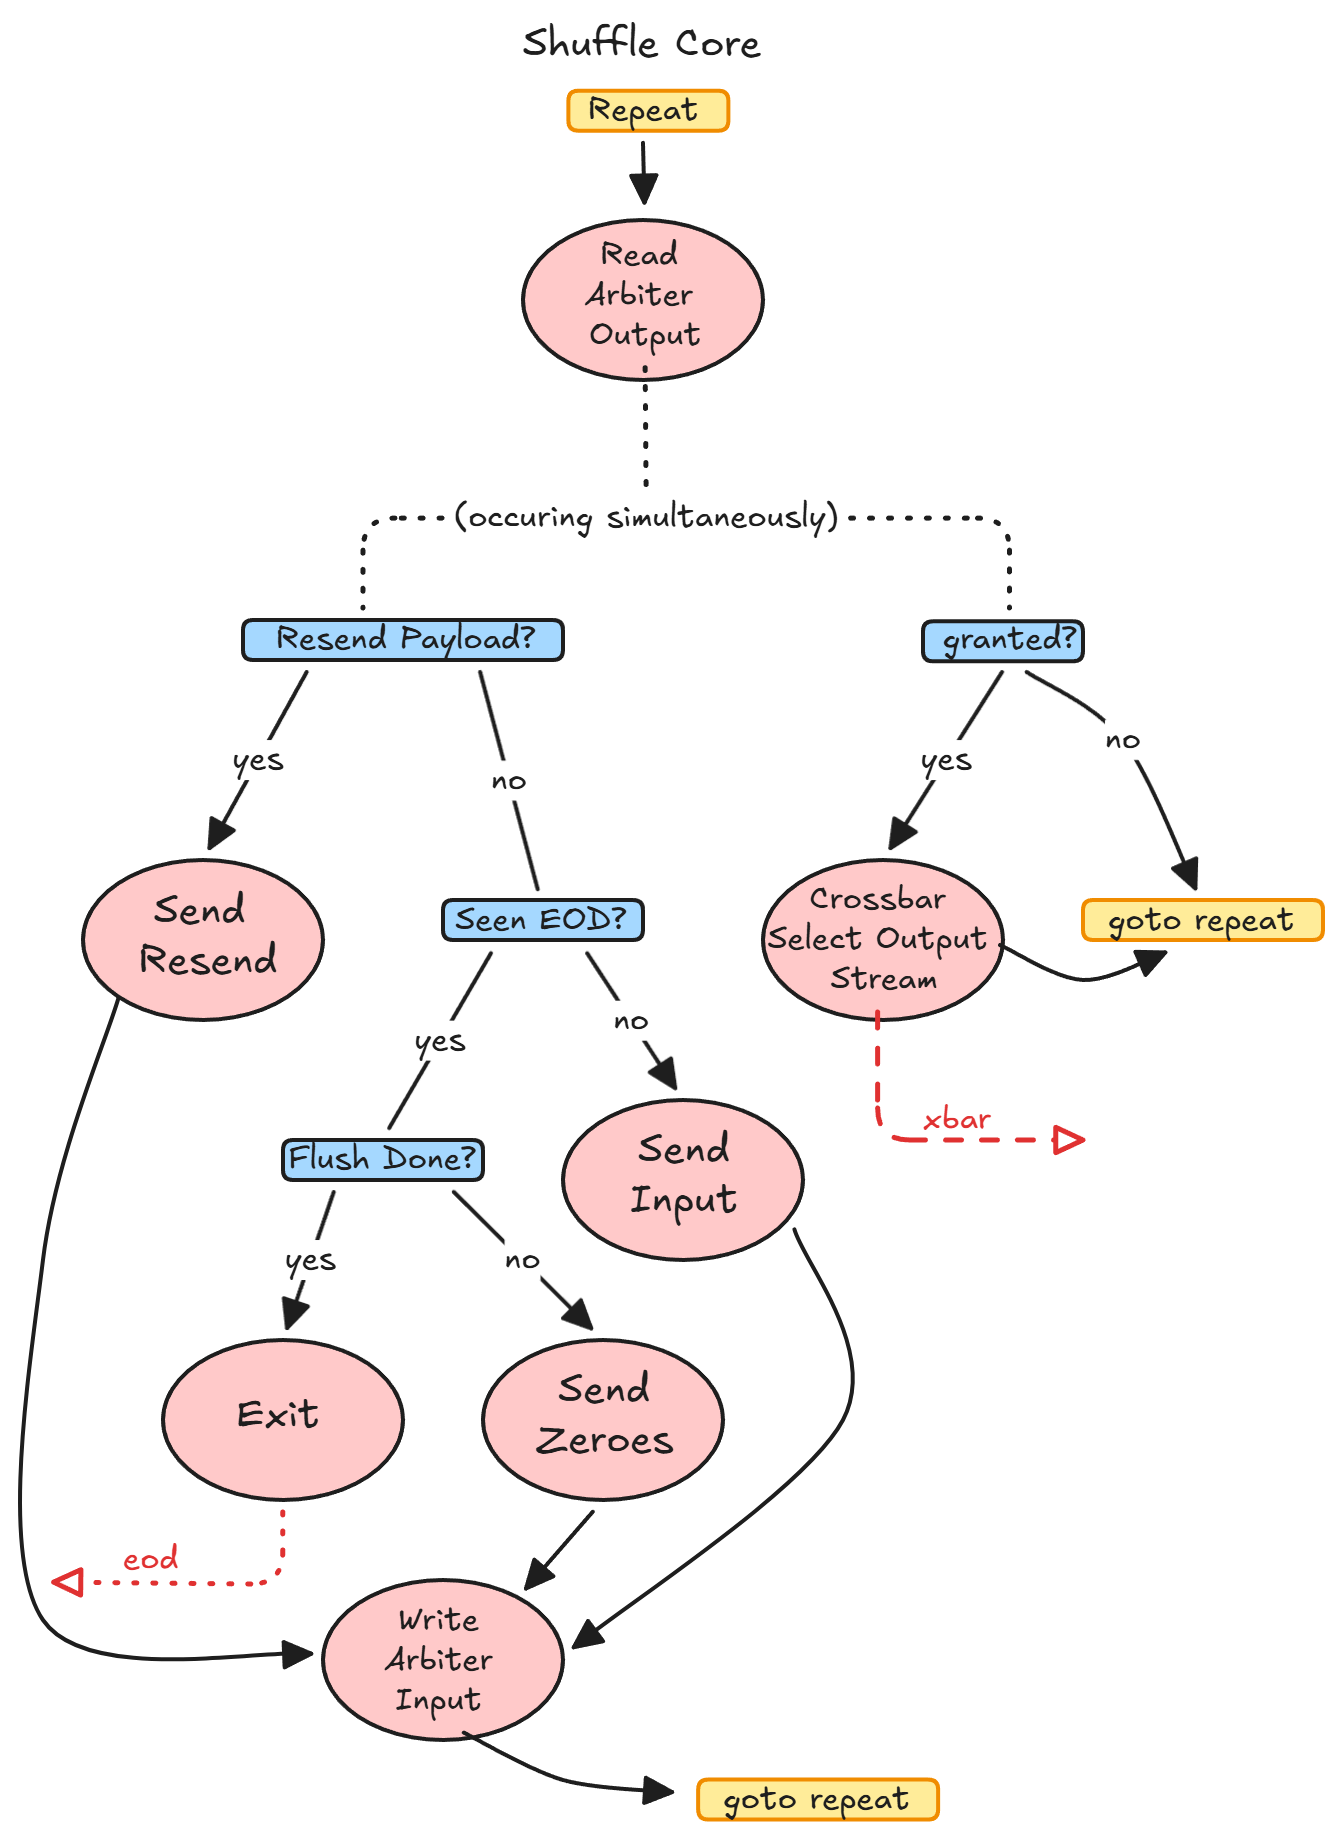 Shuffle Core
Repeat
Read
Arbiter
Output
(occuring simultaneously)
Resend Payload?
granted?
yes
no
yes
no
Send
Resend
Seen EOD?
Crossbar
Select Output
Stream
goto repeat
yes
no
xbar
Flush Done?
Send
Input
yes
no
Exit
Send
Zeroes
eod
Write
Arbiter
Input
goto repeat